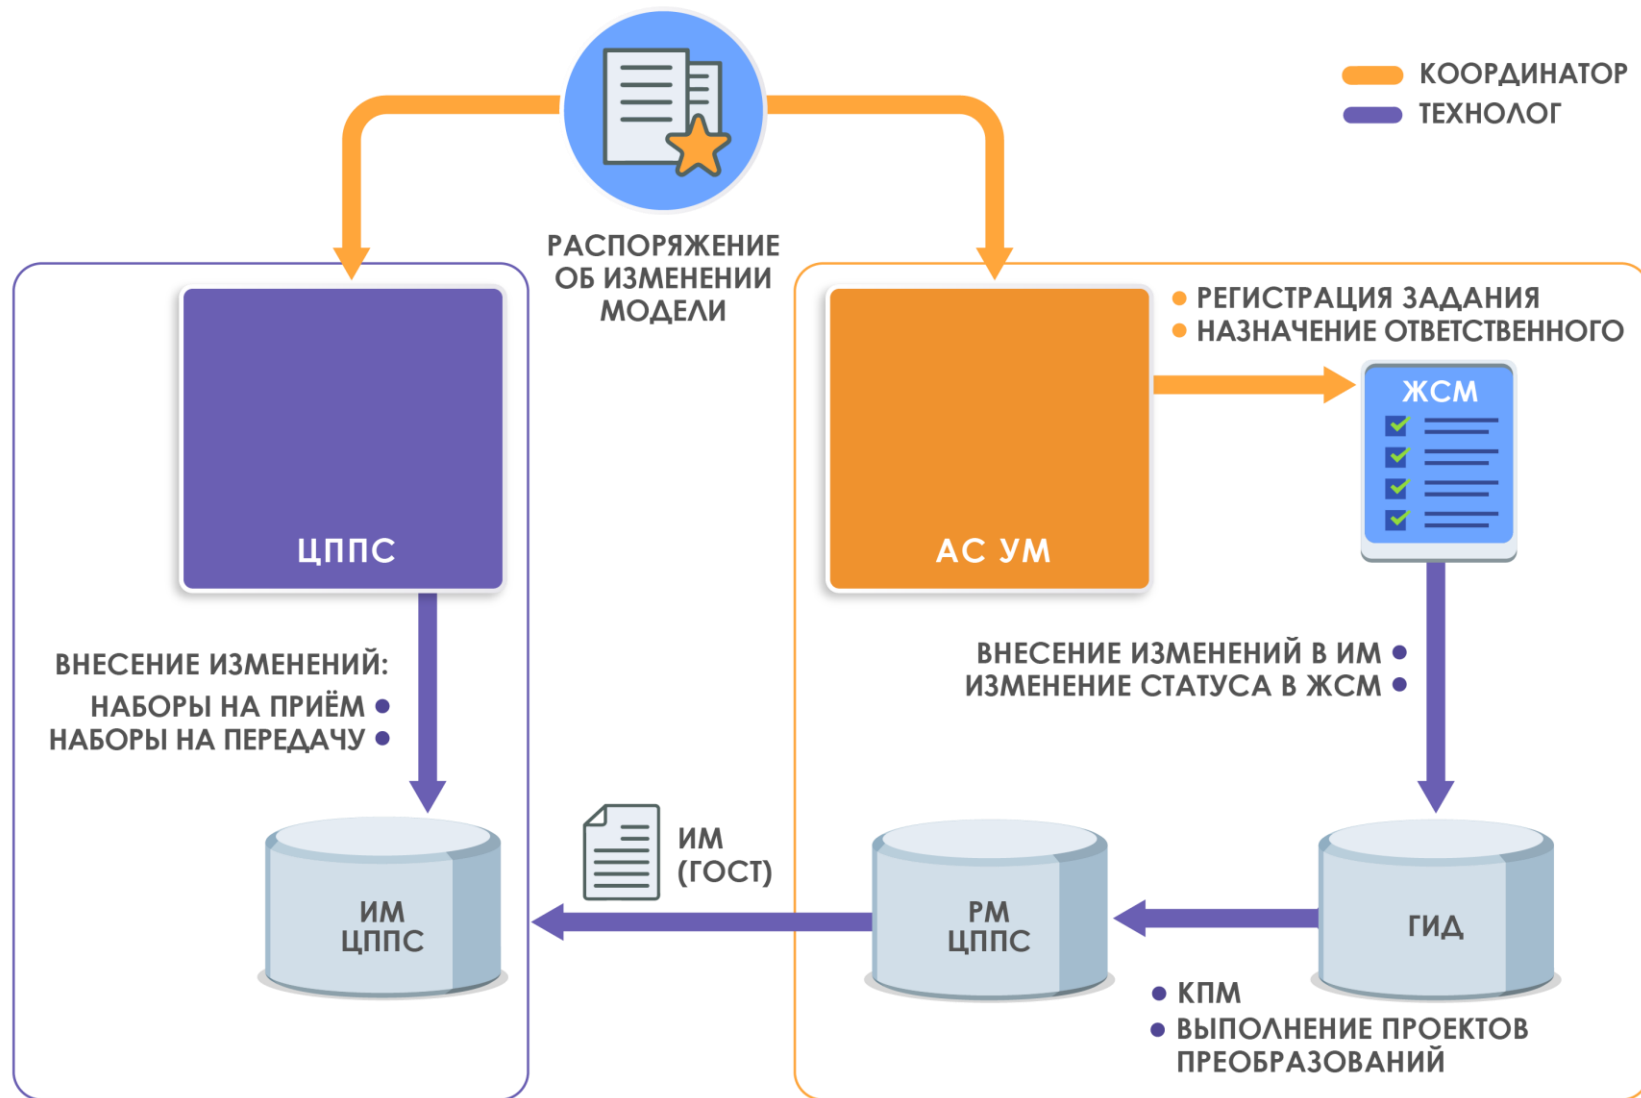 КООРДИНАТОР
ТЕХНОЛОГ
РАСПОРЯЖЕНИЕ
ОБ ИЗМЕНЕНИИ
МОДЕЛИ
ЦППС
АС УМ
РЕГИСТРАЦИЯ ЗАДАНИЯ
НАЗНАЧЕНИЕ ОТВЕТСТВЕННОГО
ЖСМ
ВНЕСЕНИЕ ИЗМЕНЕНИЙ:
НАБОРЫ НА ПРИЁМ
НАБОРЫ НА ПЕРЕДАЧУ
ВНЕСЕНИЕ ИЗМЕНЕНИЙ В ИМ
ИЗМЕНЕНИЕ СТАТУСА В ЖСМ
ИМ
ЦППС
ИМ
(ГОСТ)
РМ
ЦППС
ГИД
КПМ
ВЫПОЛНЕНИЕ ПРОЕКТОВ
ПРЕОБРАЗОВАНИЙ